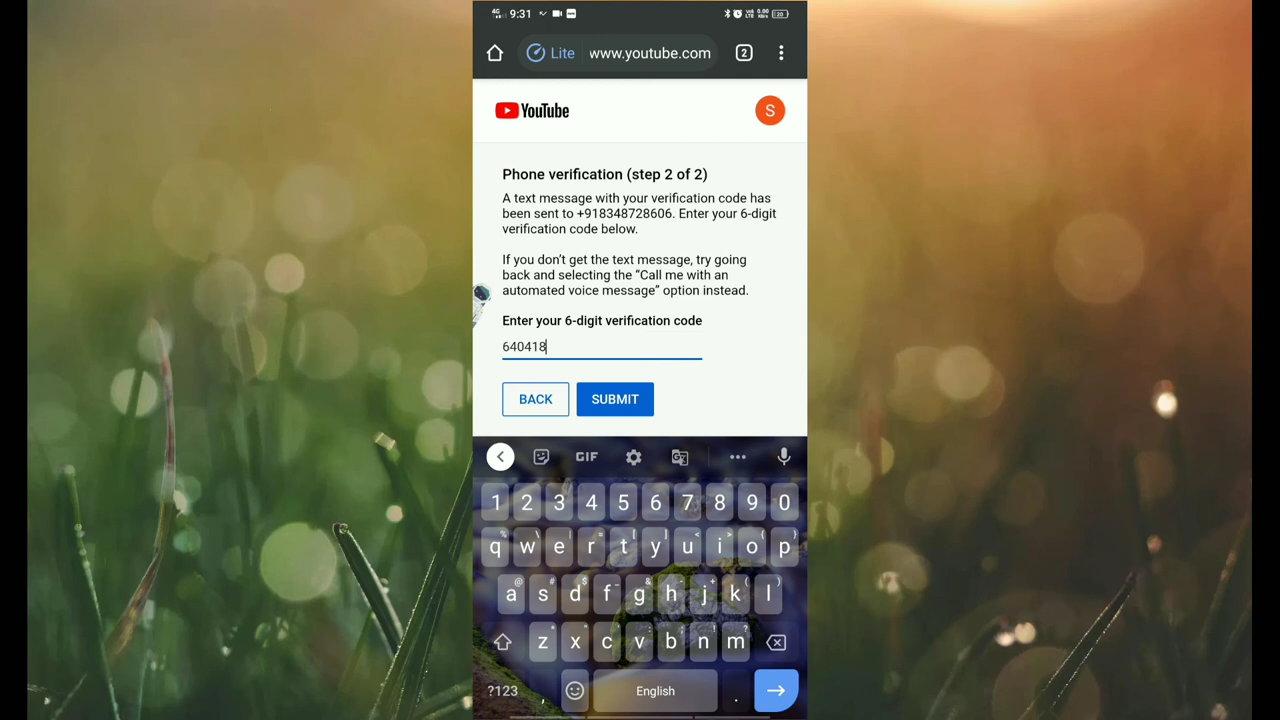 4G 9:31
20
Lite www.youtube.com 2
YouTube S
Phone verification (step 2 of 2)
A text message with your verification code has
been sent to +918348728606. Enter your 6-digit
verification code below.
If you don't get the text message, try going
back and selecting the “Call me with an
automated voice message” option instead.
Enter your 6-digit verification code
640418
BACK SUBMIT
GIF
1 2 3 4 5 6 7 8 9 0
q w e r t y u i o p
a s d f g h j k l
z x c v b n m
?123 , English .